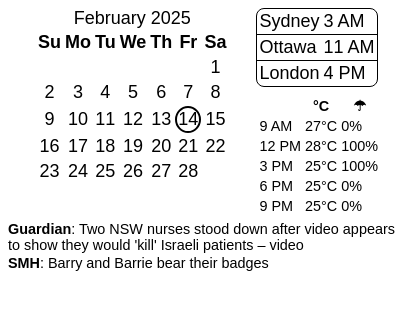 February 2025
Su Mo Tu We Th Fr Sa
1
2 3 4 5 6 7 8
9 10 11 12 13 14 15
16 17 18 19 20 21 22
23 24 25 26 27 28
Sydney 3 AM
Ottawa 11 AM
London 4 PM
°C ☂
9 AM 27°C 0%
12 PM 28°C 100%
3 PM 25°C 100%
6 PM 25°C 0%
9 PM 25°C 0%
Guardian: Two NSW nurses stood down after video appears
to show they would 'kill' Israeli patients – video
SMH: Barry and Barrie bear their badges